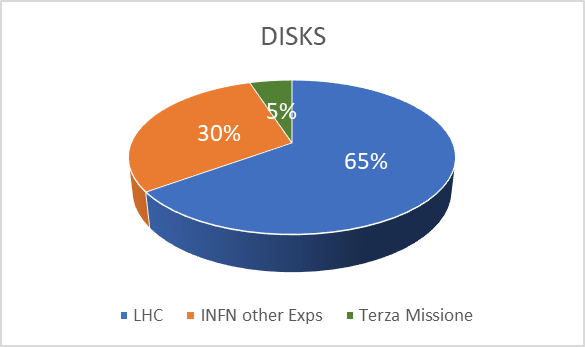 DISKS
5%
30%
65%
LHC INFN other Exps Terza Missione